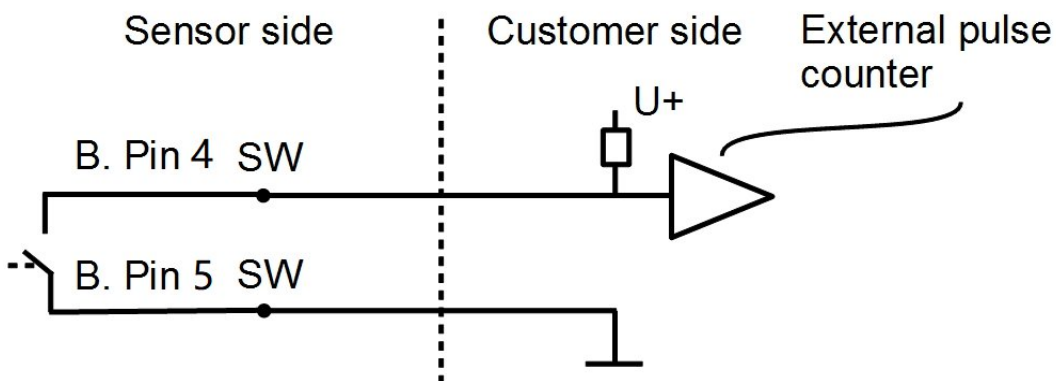 Sensor side
Customer side
External pulse
counter
U+
B. Pin 4 SW
B. Pin 5 SW